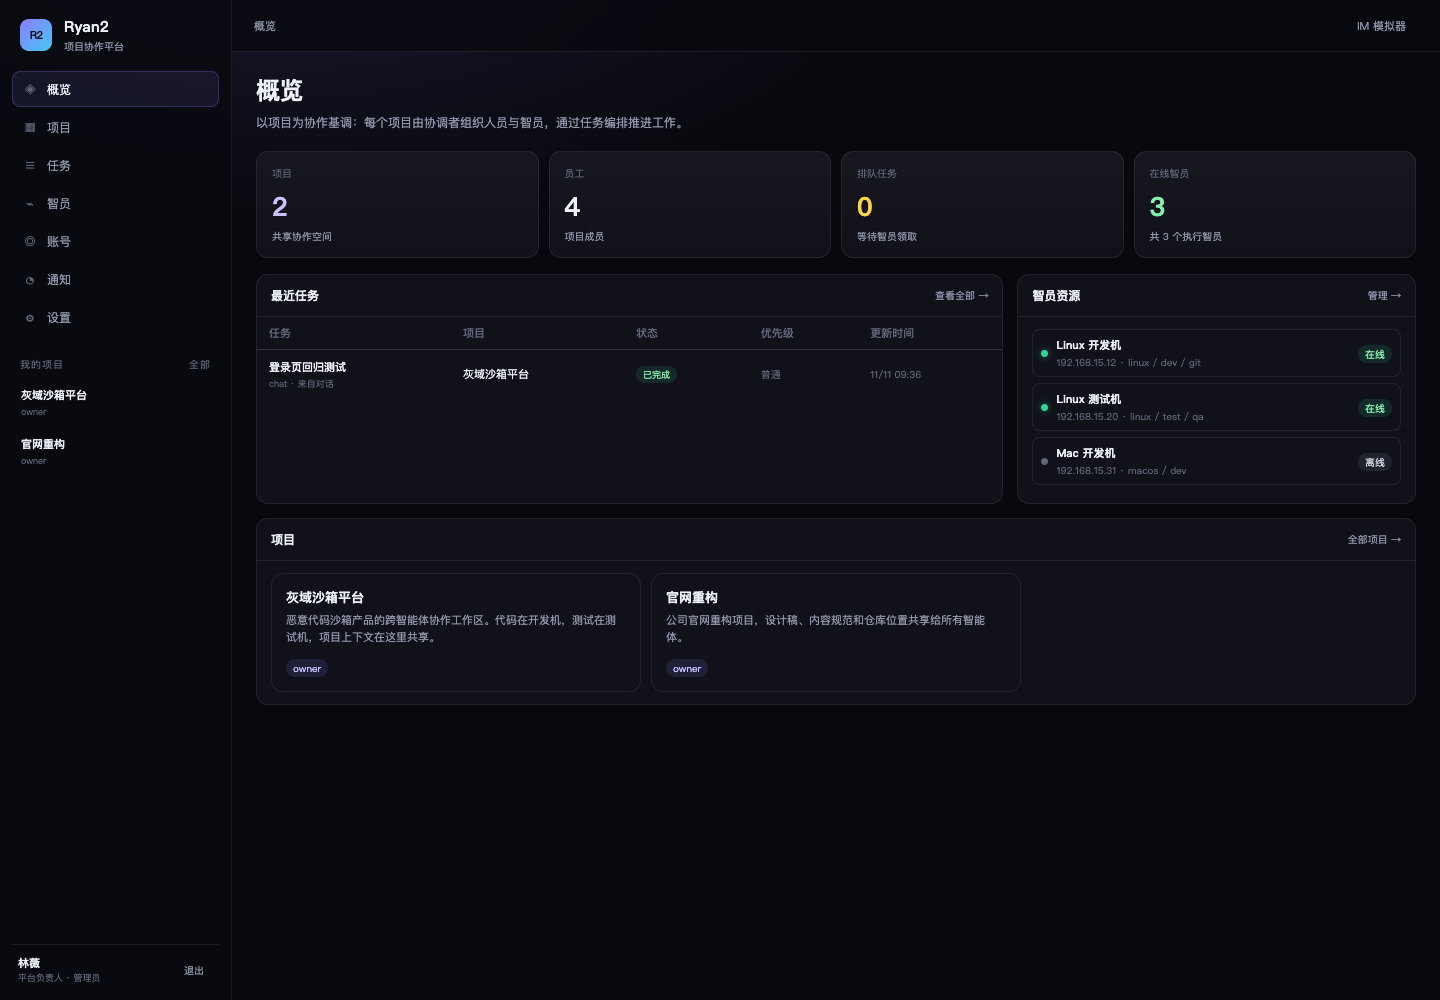 R2
Ryan2
项目协作平台
概览
项目
任务
智员
账号
通知
设置
我的项目 全部
灰域沙箱平台
owner
官网重构
owner
林薇
平台负责人 · 管理员
退出
概览 IM 模拟器
概览
以项目为协作基调：每个项目由协调者组织人员与智员，通过任务编排推进工作。
项目
2
共享协作空间
员工
4
项目成员
排队任务
0
等待智员领取
在线智员
3
共 3 个执行智员
最近任务 查看全部 →
任务 项目 状态 优先级 更新时间
登录页回归测试
chat · 来自对话
灰域沙箱平台 已完成 普通 11/11 09:36
智员资源 管理 →
Linux 开发机
192.168.15.12 · linux / dev / git
在线
Linux 测试机
192.168.15.20 · linux / test / qa
在线
Mac 开发机
192.168.15.31 · macos / dev
离线
项目 全部项目 →
灰域沙箱平台
恶意代码沙箱产品的跨智能体协作工作区。代码在开发机，测试在测
试机，项目上下文在这里共享。
owner
官网重构
公司官网重构项目，设计稿、内容规范和仓库位置共享给所有智能
体。
owner